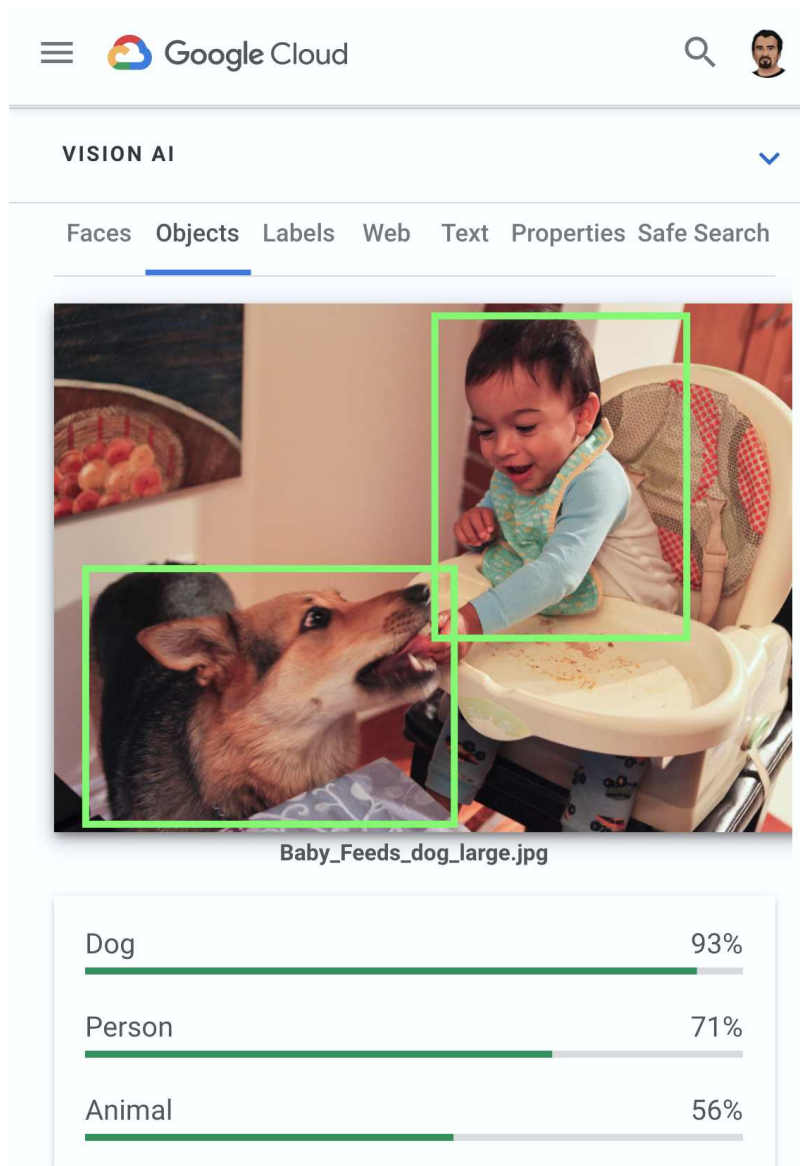 Google Cloud
VISION AI
Faces Objects Labels Web Text Properties Safe Search
Baby_Feeds_dog_large.jpg
Dog 93%
Person 71%
Animal 56%